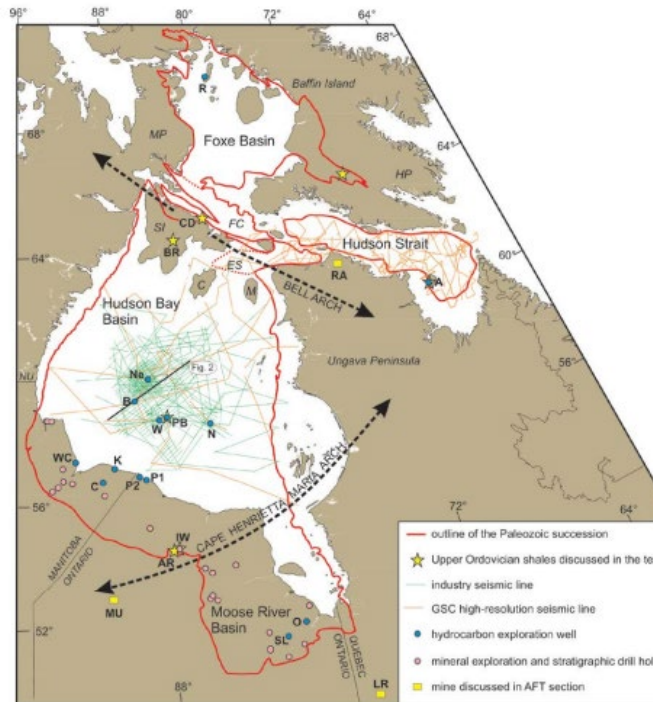 96°
88°
80°
72°
64°
68°
R
Baffin Island
MP
Foxe Basin
68°
64°
HP
CD
FC
SI
BR
Hudson Strait
60°
64°
ES
RA
A
C
M
BELL ARCH
Hudson Bay
Basin
56°
Ungava Peninsula
Fig. 2
NU
Na
B
W
PB
N
WC
K
C
P2
P1
56°
72°
MANITOBA
ONTARIO
CAPE HENRIETTA MARIA ARCH
IW
AR
MU
Moose River
Basin
O
SL
52°
ONTARIO
QUEBEC
LR
88°
outline of the Paleozoic succession
Upper Ordovician shales discussed in the te
industry seismic line
GSC high-resolution seismic line
hydrocarbon exploration well
mineral exploration and stratigraphic drill hol
mine discussed in AFT section